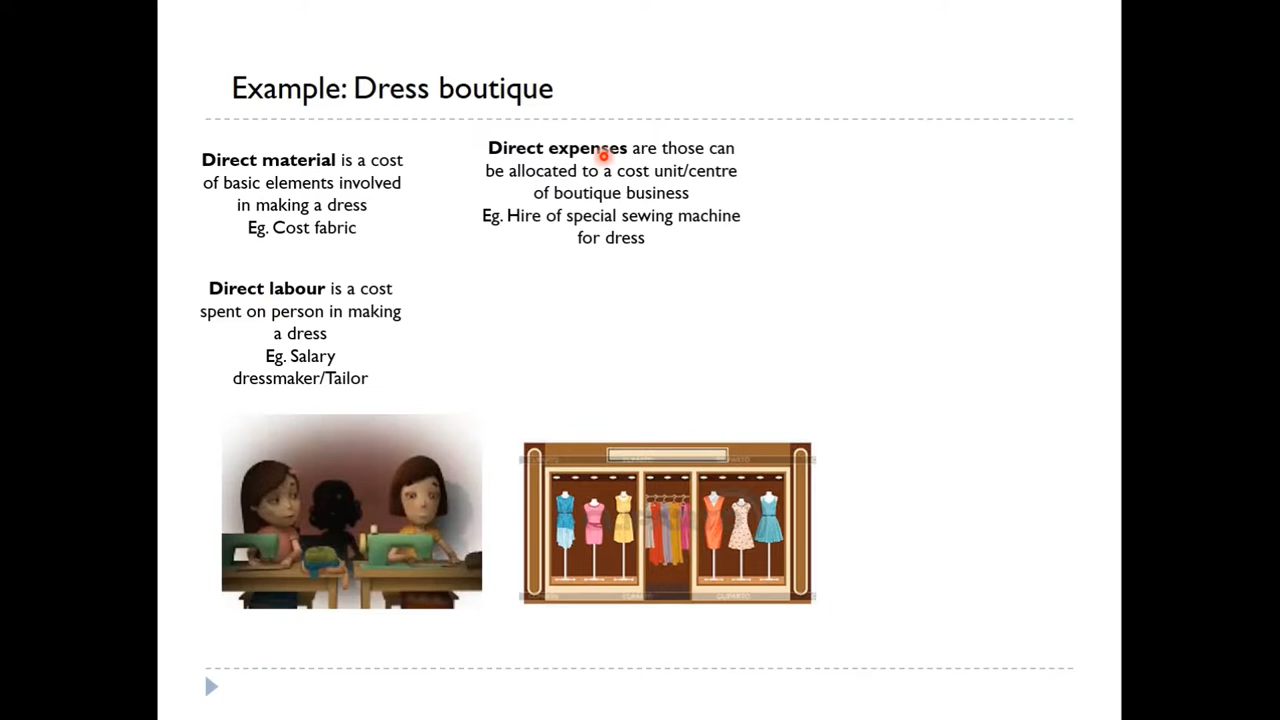 Example: Dress boutique
Direct material is a cost
of basic elements involved
in making a dress
Eg. Cost fabric
Direct expenses are those can
be allocated to a cost unit/centre
of boutique business
Eg. Hire of special sewing machine
for dress
Direct labour is a cost
spent on person in making
a dress
Eg. Salary
dressmaker/Tailor